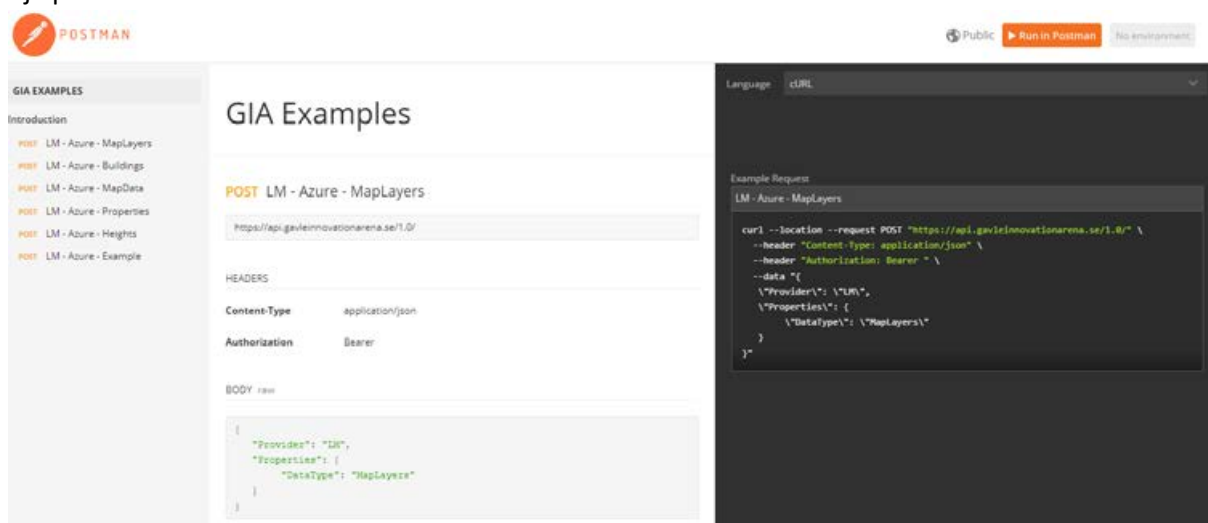 POSTMAN
Public
Run in Postman
No environment
GIA EXAMPLES
Introduction
POST LM - Azure - MapLayers
POST LM - Azure - Buildings
POST LM - Azure - MapData
POST LM - Azure - Properties
POST LM - Azure - Heights
POST LM - Azure - Example
GIA Examples
POST LM - Azure - MapLayers
https://api.gavleinnovationarena.se/1.0/
HEADERS
Content-Type application/json
Authorization Bearer
BODY raw
{
"Provider": "LM",
"Properties": {
"DataType": "MapLayers"
}
}
Language cURL
Example Request
LM - Azure - MapLayers
curl --location --request POST "https://api.gavleinnovationarena.se/1.0/" \
--header "Content-Type: application/json" \
--header "Authorization: Bearer " \
--data "{
\"Provider\": \"LM\",
\"Properties\": {
\"DataType\": \"MapLayers\"
}
}"